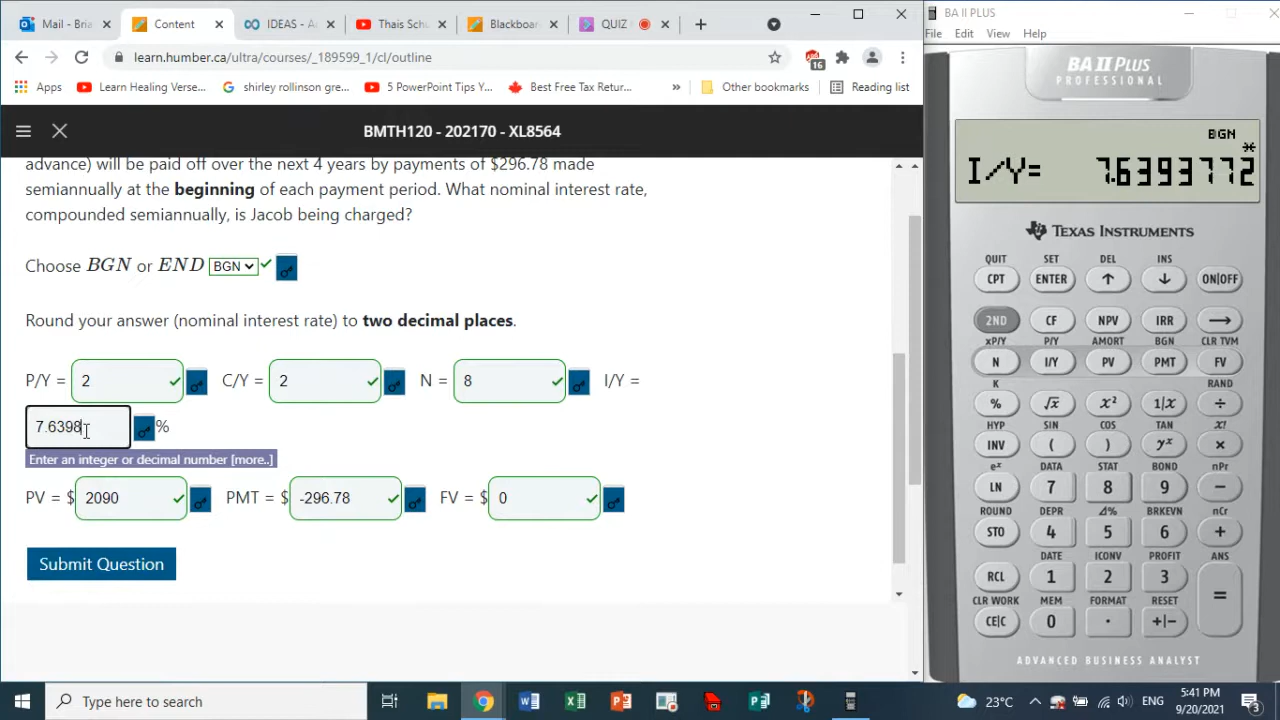 Mail - Bria
Content
IDEAS - A
Thais Sch
Blackboar
QUIZ
BA II PLUS
File Edit View Help
learn.humber.ca/ultra/courses/_189599_1/cl/outline
16
Apps
Learn Healing Verse...
shirley rollinson gre...
5 PowerPoint Tips Y...
Best Free Tax Retur...
»
Other bookmarks
Reading list
BMTH120 - 202170 - XL8564
advance) will be paid off over the next 4 years by payments of $296.78 made
semiannually at the beginning of each payment period. What nominal interest rate,
compounded semiannually, is Jacob being charged?
Choose BGN or END BGN
Round your answer (nominal interest rate) to two decimal places.
P/Y = 2 C/Y = 2 N = 8 I/Y =
7.6398 %
Enter an integer or decimal number [more..]
PV = $ 2090 PMT = $ -296.78 FV = $ 0
Submit Question
BA II PLUS
PROFESSIONAL
BGN
I/Y= 7.6393772
TEXAS INSTRUMENTS
QUIT SET DEL INS
CPT ENTER ↑ ↓ ON|OFF
2ND CF NPV IRR →
xP/Y P/Y AMORT BGN CLR TVM
N I/Y PV PMT FV
K RAND
% √x x² 1/x ÷
HYP SIN COS TAN x!
INV ( ) yˣ ×
eˣ DATA STAT BOND nPr
LN 7 8 9 −
ROUND DEPR Δ% BRKEVN nCr
STO 4 5 6 +
DATE ICONV PROFIT ANS
RCL 1 2 3 =
CLR WORK MEM FORMAT RESET
CE|C 0 . +|−
ADVANCED BUSINESS ANALYST
Type here to search
23°C
ENG
5:41 PM
9/20/2021
3